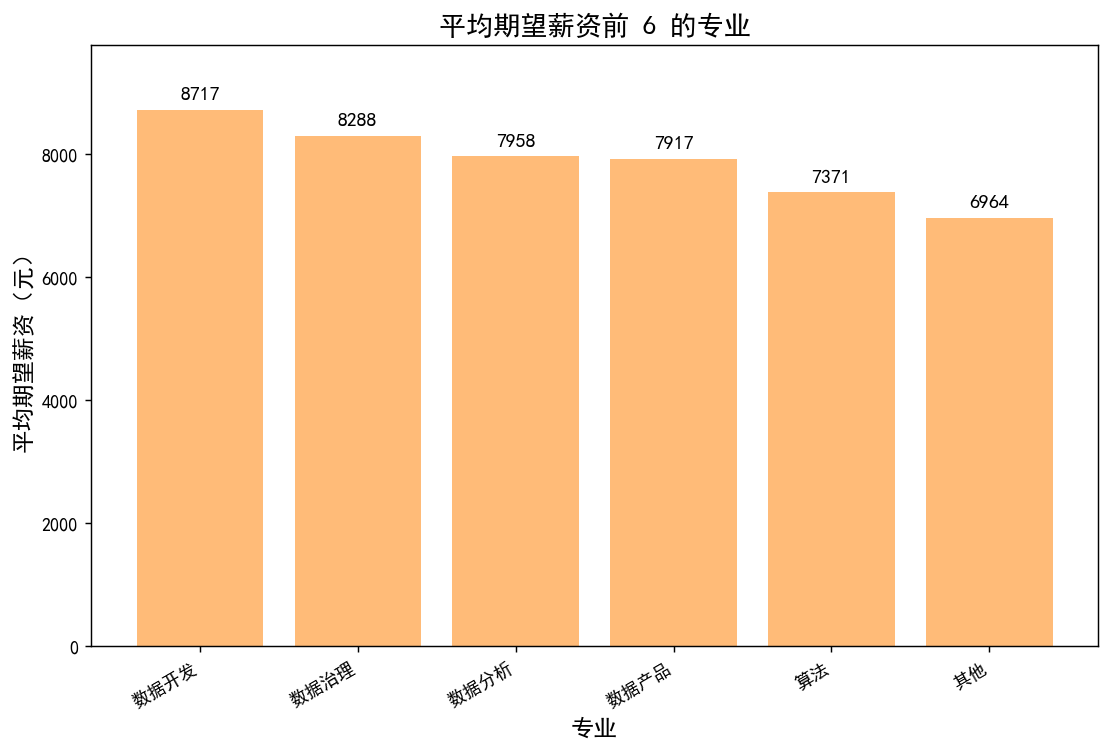 平均期望薪资前 6 的专业
平均期望薪资（元）
8000
6000
4000
2000
0
8717
8288
7958
7917
7371
6964
数据开发
数据治理
数据分析
数据产品
算法
其他
专业